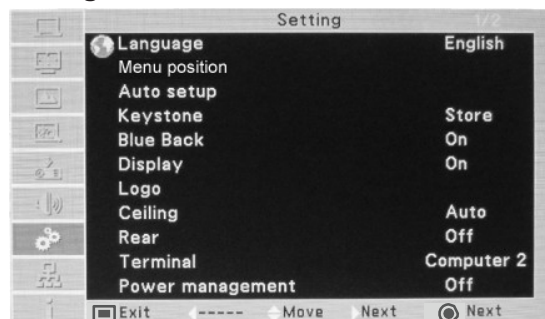 Setting 1/2
Language English
Menu position
Auto setup
Keystone Store
Blue Back On
Display On
Logo
Ceiling Auto
Rear Off
Terminal Computer 2
Power management Off
Exit ----- Move Next Next